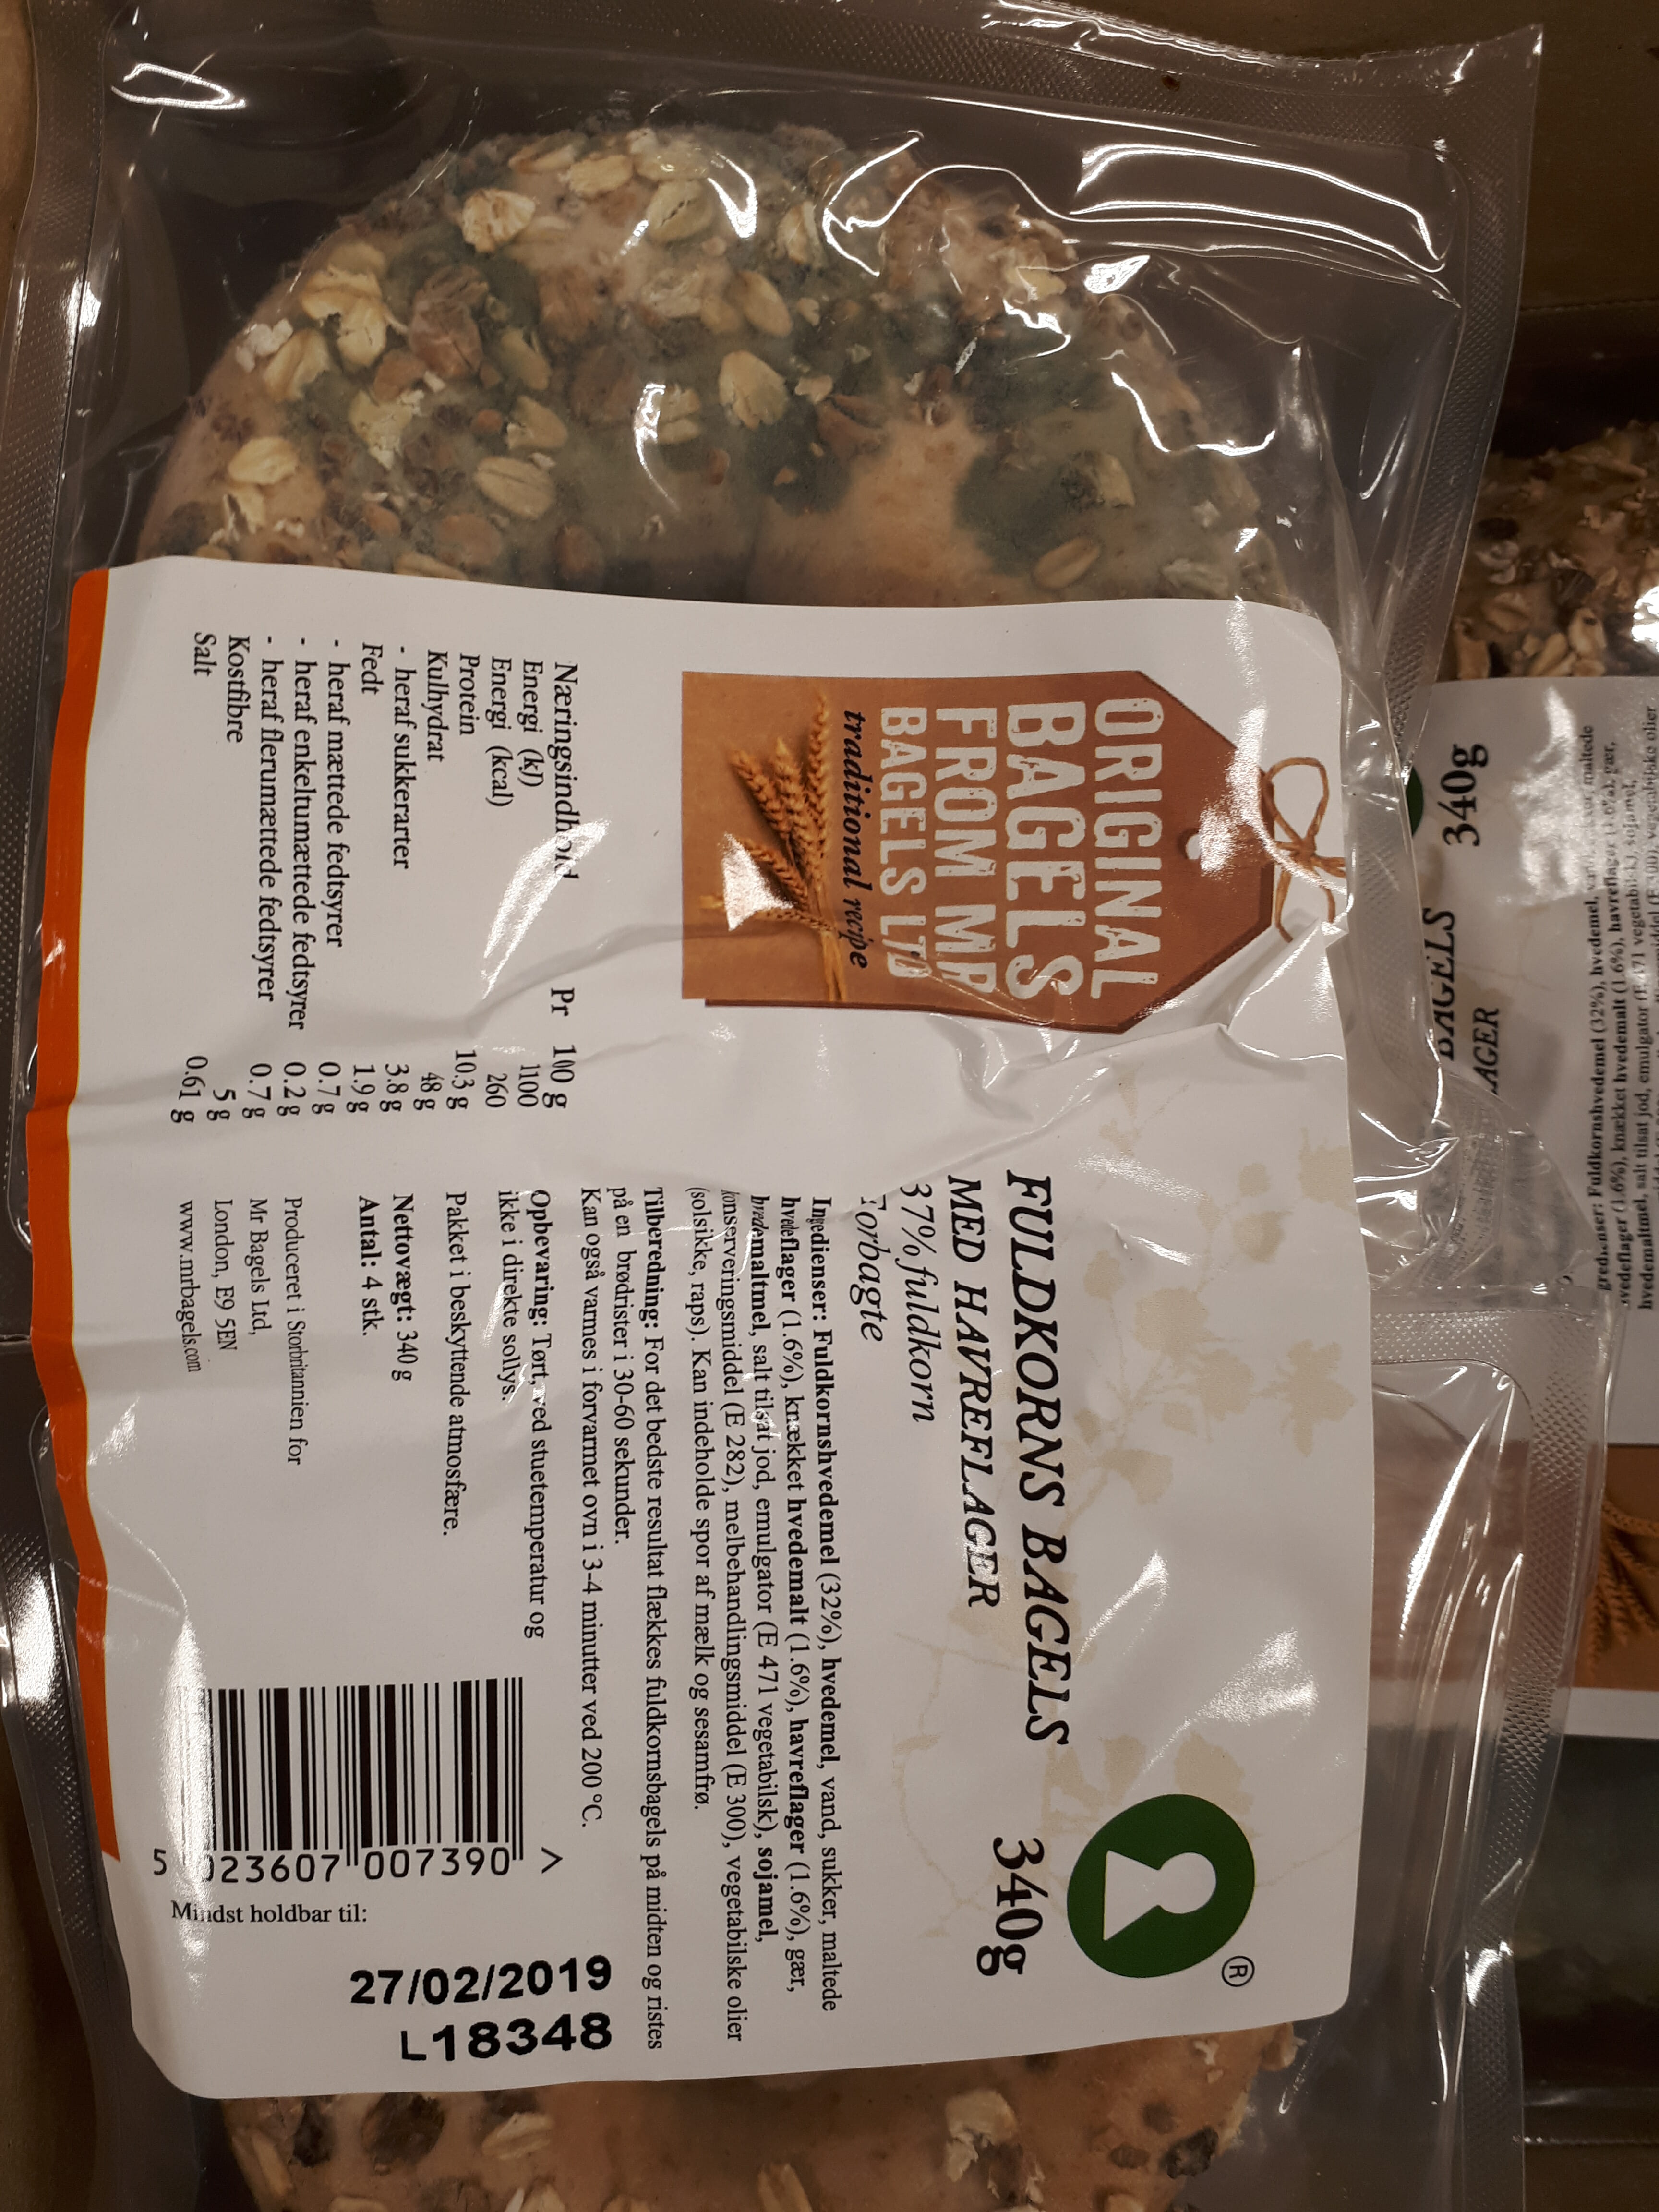 ORIGINAL
BAGELS
FROM MR
BAGELS LTD
traditional recipe
Næringsindhold Pr 100 g
Energi (kJ) 1100
Energi (kcal) 260
Protein 10.3 g
Kulhydrat 48 g
- heraf sukkerarter 3.8 g
Fedt 1.9 g
- heraf mættede fedtsyrer 0.7 g
- heraf enkeltumættede fedtsyrer 0.2 g
- heraf flerumættede fedtsyrer 0.7 g
Kostfibre 5 g
Salt 0.61 g
FULDKORNS BAGELS 340g
MED HAVREFLAGER
37% fuldkorn
Forbagte
®
Ingredienser: Fuldkornshvedemel (32%), hvedemel, vand, sukker, maltede
hvedeflager (1.6%), knækket hvedemalt (1.6%), havreflager (1.6%), gær,
hvedemaltmel, salt tilsat jod, emulgator (E 471 vegetabilsk), sojamel,
konserveringsmiddel (E 282), melbehandlingsmiddel (E 300), vegetabilske olier
(solsikke, raps). Kan indeholde spor af mælk og sesamfrø.
Tilberedning: For det bedste resultat flækkes fuldkornsbagels på midten og ristes
på en brødrister i 30-60 sekunder.
Kan også varmes i forvarmet ovn i 3-4 minutter ved 200 °C.
Opbevaring: Tørt, ved stuetemperatur og
ikke i direkte sollys.
Pakket i beskyttende atmosfære.
Nettovægt: 340 g
Antal: 4 stk.
Produceret i Storbritannien for
Mr Bagels Ltd,
London, E9 5EN
www.mrbagels.com
5 023607 007390 >
Mindst holdbar til:
27/02/2019
L18348
340g
BAGELS